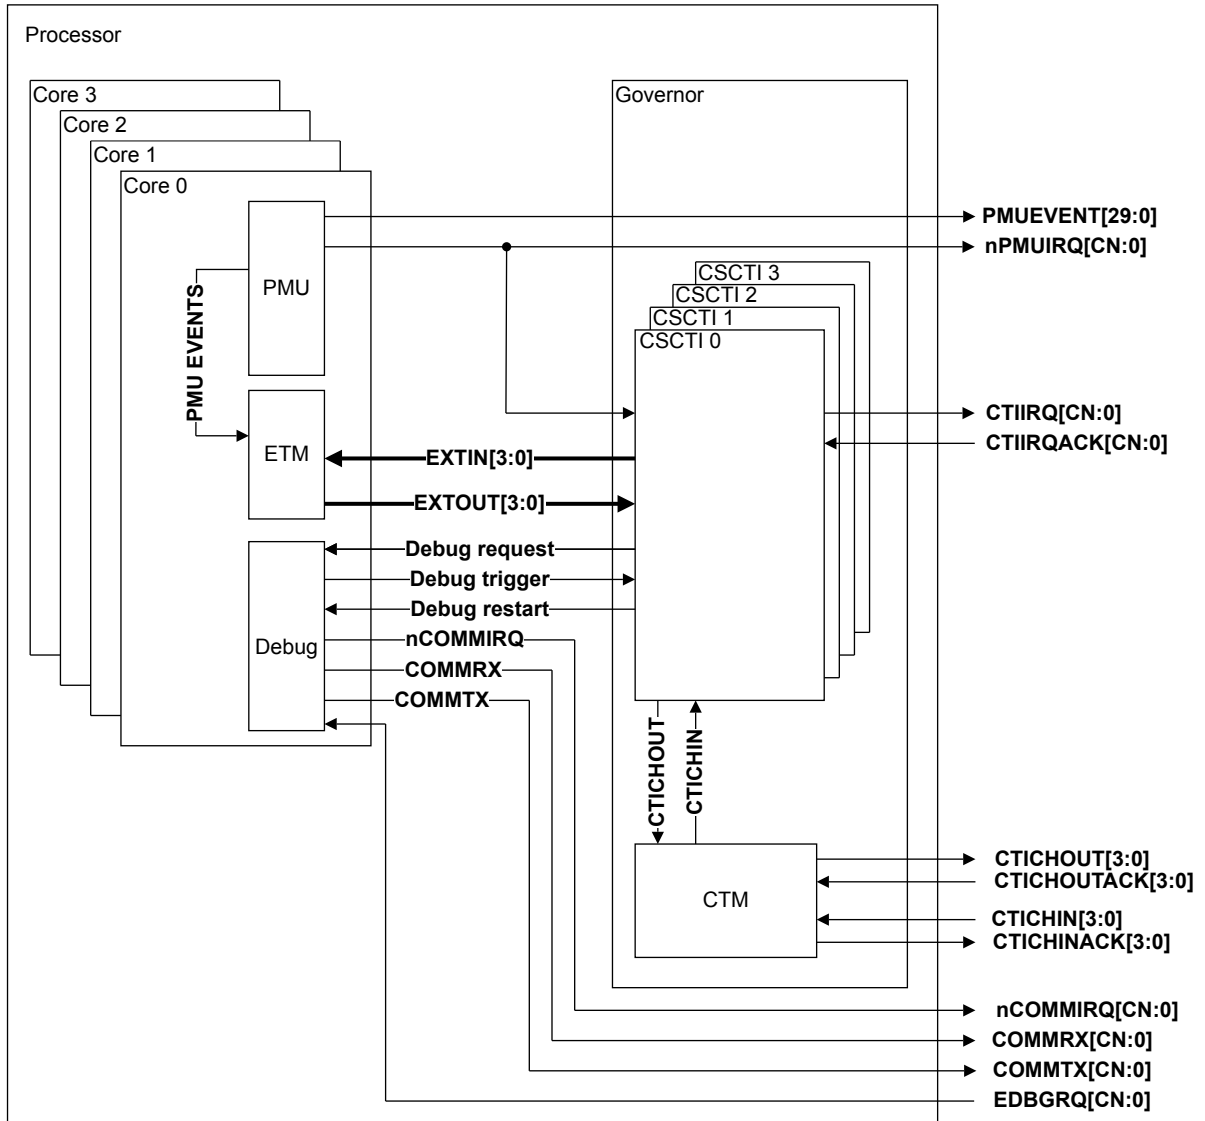 Processor
Core 3
Core 2
Core 1
Core 0
Governor
PMUEVENT[29:0]
nPMUIRQ[CN:0]
PMU
PMU EVENTS
CSCTI 3
CSCTI 2
CSCTI 1
CSCTI 0
CTIIRQ[CN:0]
CTIIRQACK[CN:0]
ETM
EXTIN[3:0]
EXTOUT[3:0]
Debug request
Debug trigger
Debug restart
nCOMMIRQ
Debug
COMMRX
COMMTX
CTICHOUT
CTICHIN
CTM
CTICHOUT[3:0]
CTICHOUTACK[3:0]
CTICHIN[3:0]
CTICHINACK[3:0]
nCOMMIRQ[CN:0]
COMMRX[CN:0]
COMMTX[CN:0]
EDBGRQ[CN:0]